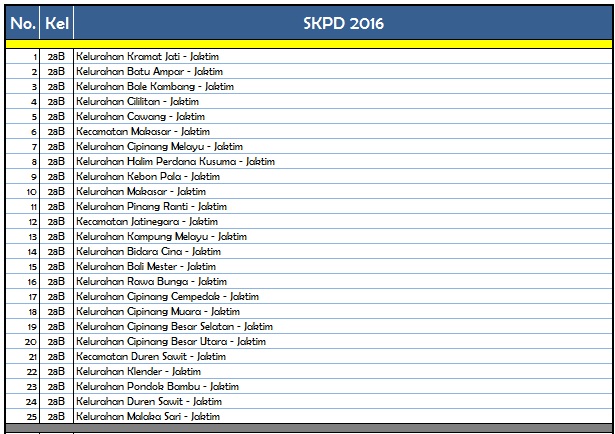 No. Kel SKPD 2016
1 28B Kelurahan Kramat Jati - Jaktim
2 28B Kelurahan Batu Ampar - Jaktim
3 28B Kelurahan Bale Kambang - Jaktim
4 28B Kelurahan Cililitan - Jaktim
5 28B Kelurahan Cawang - Jaktim
6 28B Kecamatan Makasar - Jaktim
7 28B Kelurahan Cipinang Melayu - Jaktim
8 28B Kelurahan Halim Perdana Kusuma - Jaktim
9 28B Kelurahan Kebon Pala - Jaktim
10 28B Kelurahan Makasar - Jaktim
11 28B Kelurahan Pinang Ranti - Jaktim
12 28B Kecamatan Jatinegara - Jaktim
13 28B Kelurahan Kampung Melayu - Jaktim
14 28B Kelurahan Bidara Cina - Jaktim
15 28B Kelurahan Bali Mester - Jaktim
16 28B Kelurahan Rawa Bunga - Jaktim
17 28B Kelurahan Cipinang Cempedak - Jaktim
18 28B Kelurahan Cipinang Muara - Jaktim
19 28B Kelurahan Cipinang Besar Selatan - Jaktim
20 28B Kelurahan Cipinang Besar Utara - Jaktim
21 28B Kecamatan Duren Sawit - Jaktim
22 28B Kelurahan Klender - Jaktim
23 28B Kelurahan Pondok Bambu - Jaktim
24 28B Kelurahan Duren Sawit - Jaktim
25 28B Kelurahan Malaka Sari - Jaktim